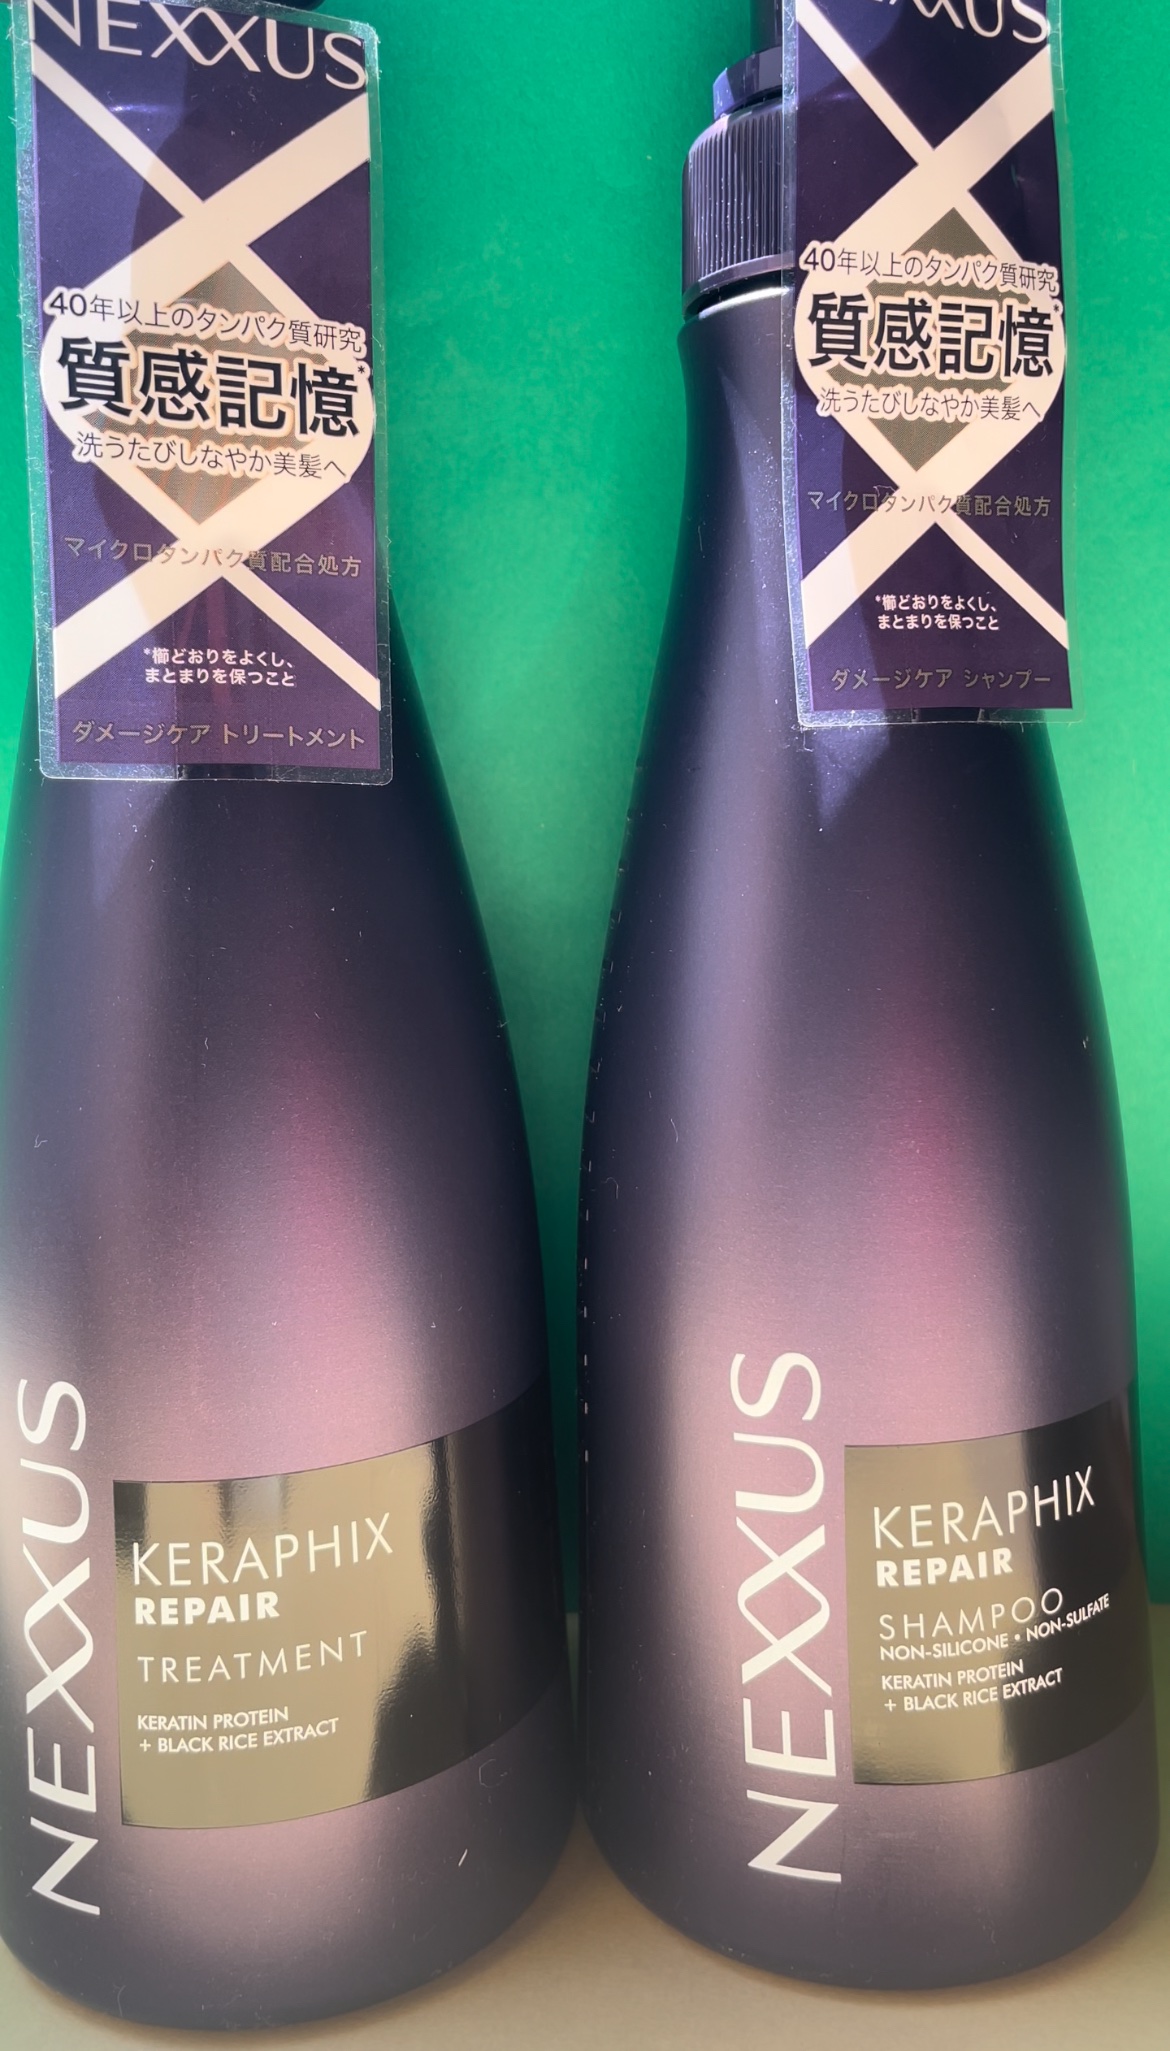 NEXXUS
40年以上のタンパク質研究
質感記憶*
洗うたびしなやか美髪へ
マイクロタンパク質配合処方
*櫛どおりをよくし、
まとまりを保つこと
ダメージケア トリートメント
NEXXUS
KERAPHIX
REPAIR
TREATMENT
KERATIN PROTEIN
+ BLACK RICE EXTRACT
NEXXUS
40年以上のタンパク質研究
質感記憶*
洗うたびしなやか美髪へ
マイクロタンパク質配合処方
*櫛どおりをよくし、
まとまりを保つこと
ダメージケア シャンプー
NEXXUS
KERAPHIX
REPAIR
SHAMPOO
NON-SILICONE • NON-SULFATE
KERATIN PROTEIN
+ BLACK RICE EXTRACT